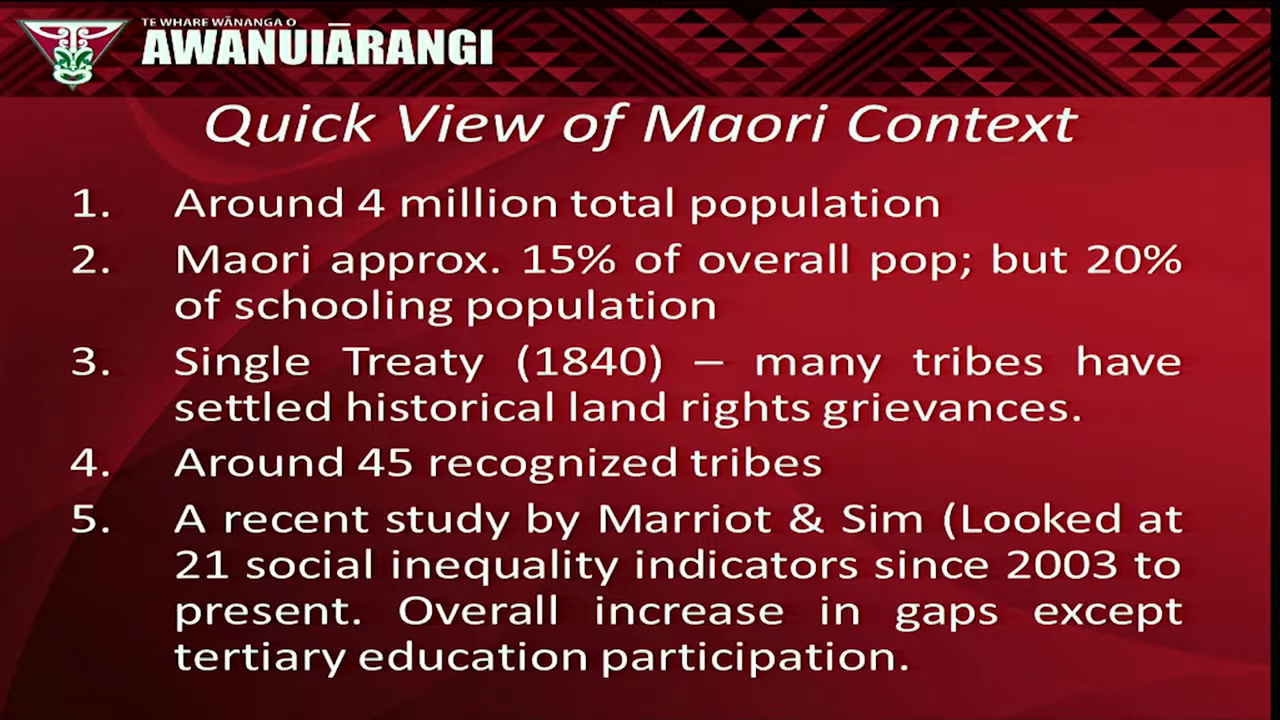 TE WHARE WĀNANGA O
AWANUIĀRANGI
Quick View of Maori Context
1. Around 4 million total population
2. Maori approx. 15% of overall pop; but 20%
of schooling population
3. Single Treaty (1840) – many tribes have
settled historical land rights grievances.
4. Around 45 recognized tribes
5. A recent study by Marriot & Sim (Looked at
21 social inequality indicators since 2003 to
present. Overall increase in gaps except
tertiary education participation.